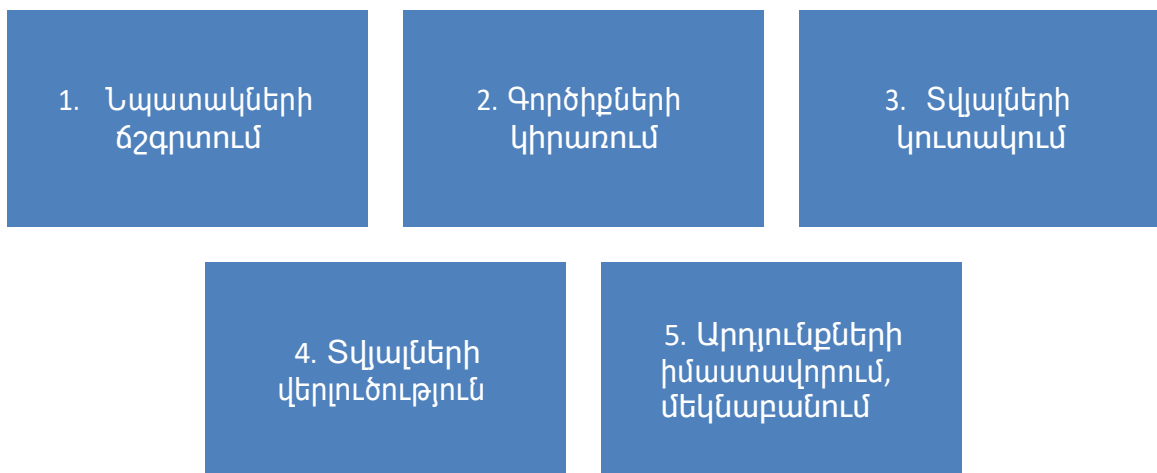 1. Նպատակների
ճշգրտում
2. Գործիքների
կիրառում
3. Տվյալների
կուտակում
4. Տվյալների
վերլուծություն
5. Արդյունքների
իմաստավորում,
մեկնաբանում